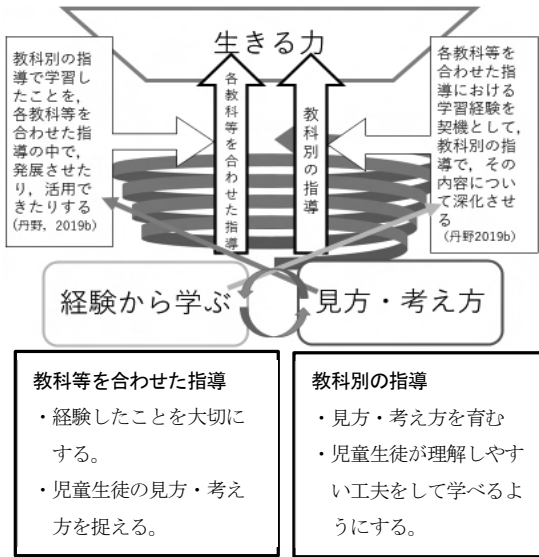 生きる力
教科別の指
導で学習し
たことを,
各教科等を
合わせた指
導の中で,
発展させた
り,活用で
きたりする
(丹野, 2019b)
各教科等を合わせた指導
教科別の指導
各教科等を
合わせた指
導における
学習経験を
契機として,
教科別の指
導で,その
内容につい
て深化させ
る
(丹野2019b)
経験から学ぶ
見方・考え方
教科等を合わせた指導
・経験したことを大切に
する。
・児童生徒の見方・考え
方を捉える。
教科別の指導
・見方・考え方を育む
・児童生徒が理解しやす
い工夫をして学べるよ
うにする。